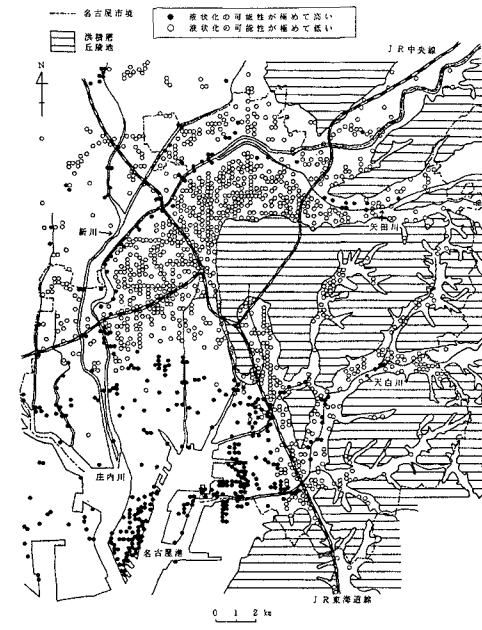 名古屋市境
洪積層
丘陵地
● 液状化の可能性が極めて高い
○ 液状化の可能性が極めて低い
JR中央線
N
新川
矢田川
天白川
庄内川
名古屋港
JR東海道線
0 1 2 km